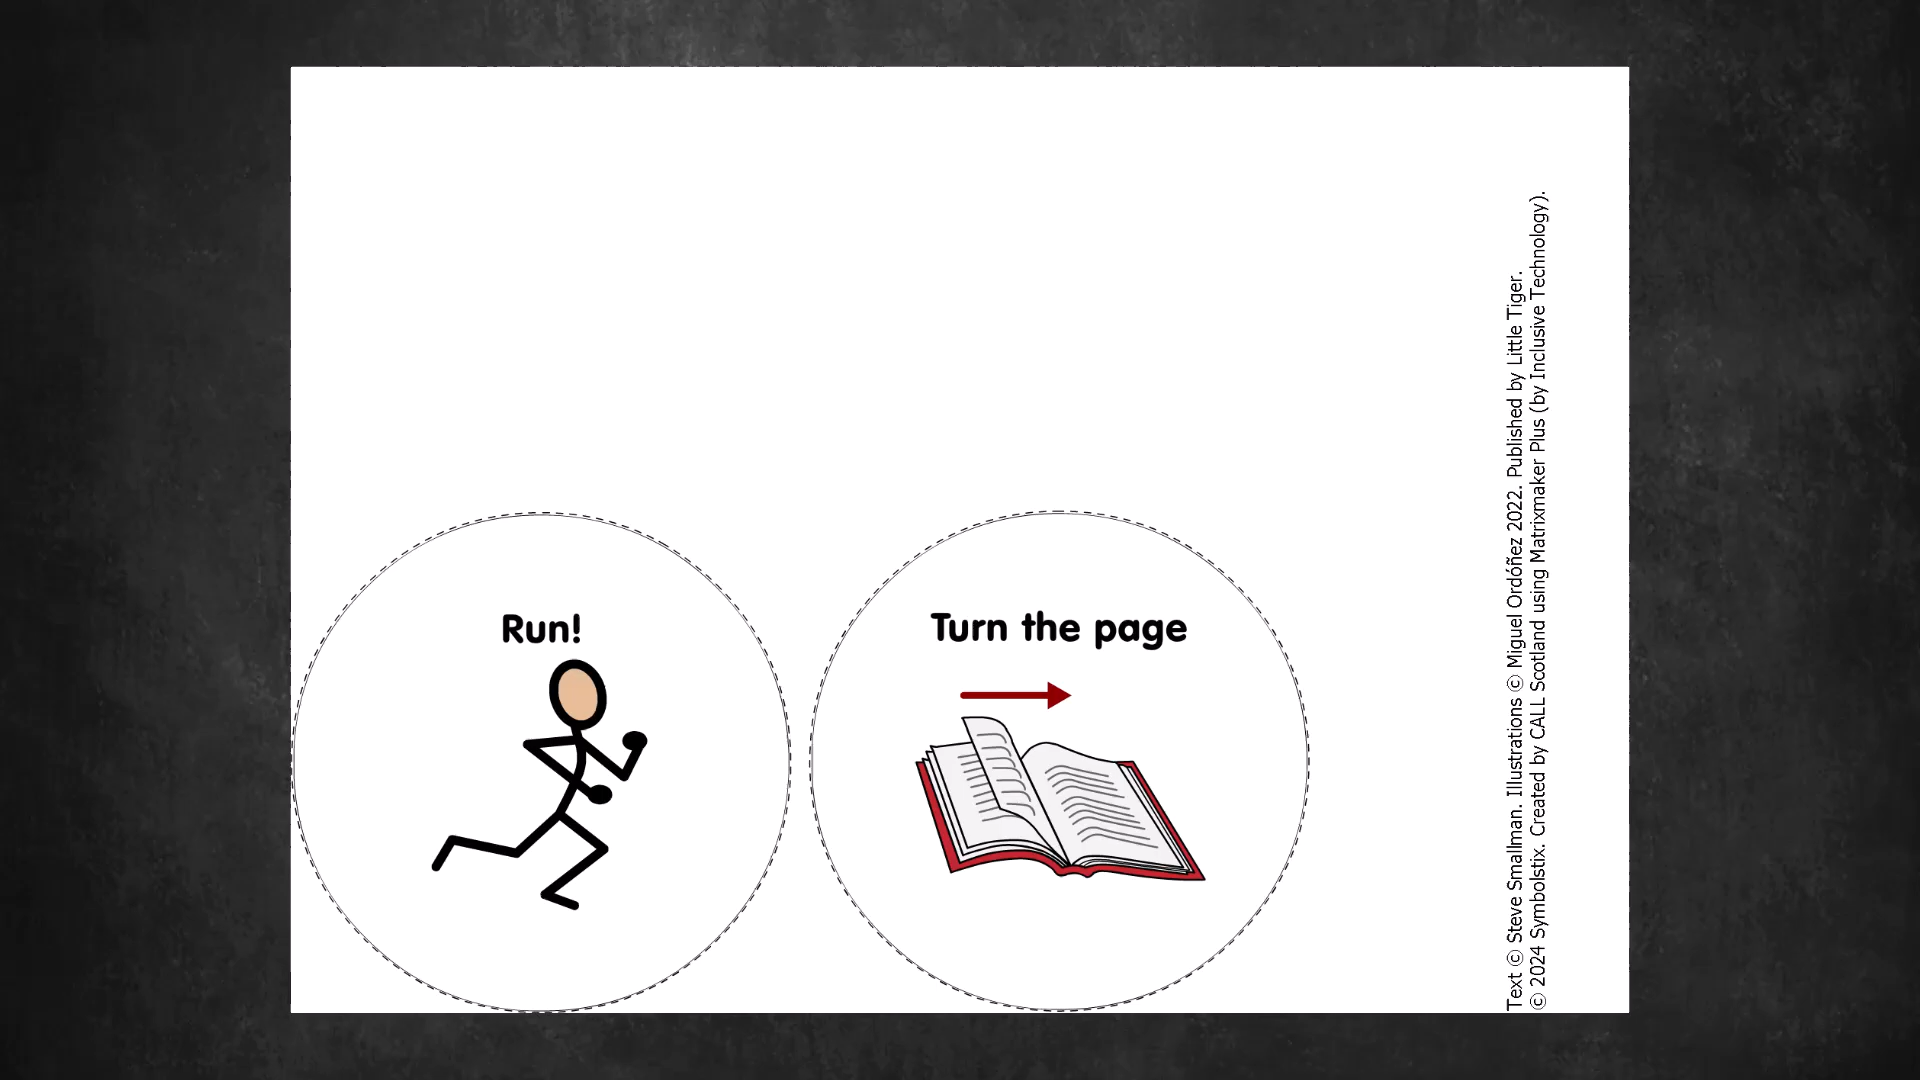 Run!
Turn the page
Text © Steve Smallman. Illustrations © Miguel Ordóñez 2022. Published by Little Tiger.
© 2024 Symbolstix. Created by CALL Scotland and using Matrixmaker Plus (by Inclusive Technology).